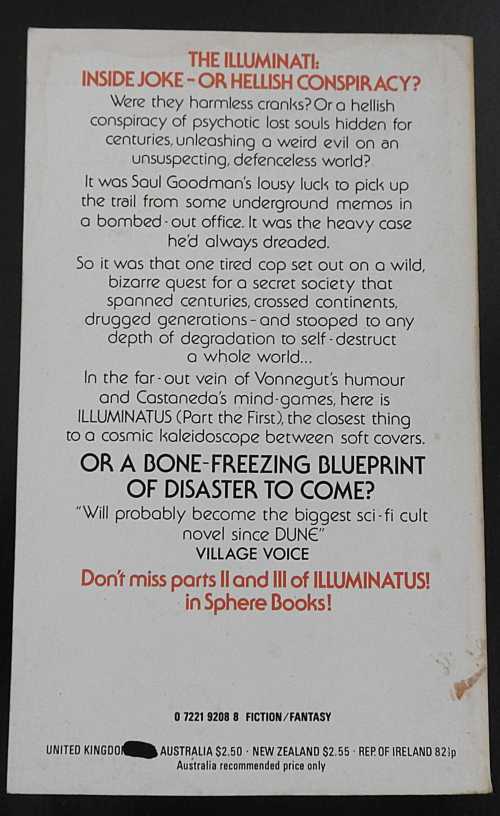 THE ILLUMINATI:
INSIDE JOKE - OR HELLISH CONSPIRACY?
Were they harmless cranks? Or a hellish
conspiracy of psychotic lost souls hidden for
centuries, unleashing a weird evil on an
unsuspecting, defenceless world?
It was Saul Goodman's lousy luck to pick up
the trail from some underground memos in
a bombed-out office. It was the heavy case
he'd always dreaded.
So it was that one tired cop set out on a wild,
bizarre quest for a secret society that
spanned centuries, crossed continents,
drugged generations - and stooped to any
depth of degradation to self-destruct
a whole world...
In the far-out vein of Vonnegut's humour
and Castaneda's mind-games, here is
ILLUMINATUS (Part the First), the closest thing
to a cosmic kaleidoscope between soft covers.
OR A BONE-FREEZING BLUEPRINT
OF DISASTER TO COME?
"Will probably become the biggest sci-fi cult
novel since DUNE"
VILLAGE VOICE
Don't miss parts II and III of ILLUMINATUS!
in Sphere Books!
0 7221 9208 8 FICTION/FANTASY
UNITED KINGDO AUSTRALIA $2.50 · NEW ZEALAND $2.55 · REP. OF IRELAND 82½p
Australia recommended price only